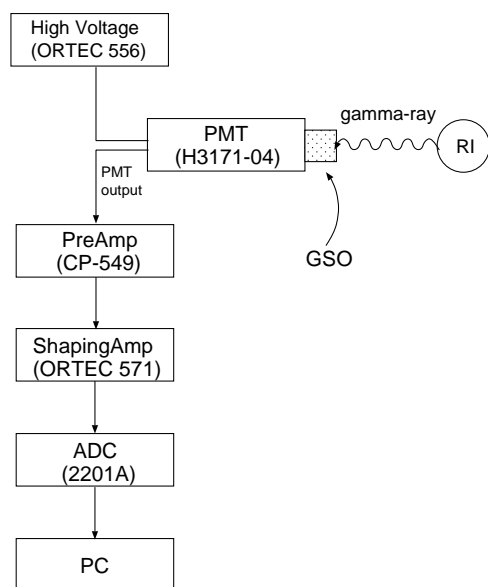 High Voltage
(ORTEC 556)
PMT
(H3171-04)
gamma-ray
RI
PMT
output
GSO
PreAmp
(CP-549)
ShapingAmp
(ORTEC 571)
ADC
(2201A)
PC